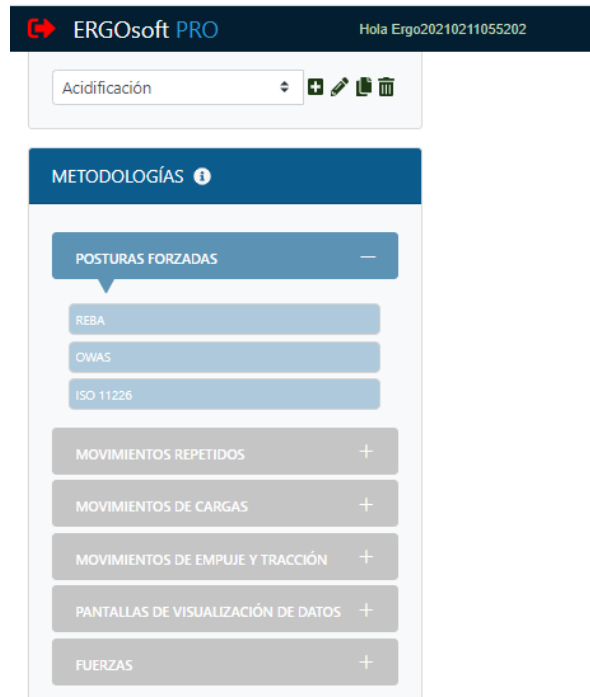 ERGOsoft PRO
Hola Ergo20210211055202
Acidificación
METODOLOGÍAS
POSTURAS FORZADAS
REBA
OWAS
ISO 11226
MOVIMIENTOS REPETIDOS
MOVIMIENTOS DE CARGAS
MOVIMIENTOS DE EMPUJE Y TRACCIÓN
PANTALLAS DE VISUALIZACIÓN DE DATOS
FUERZAS